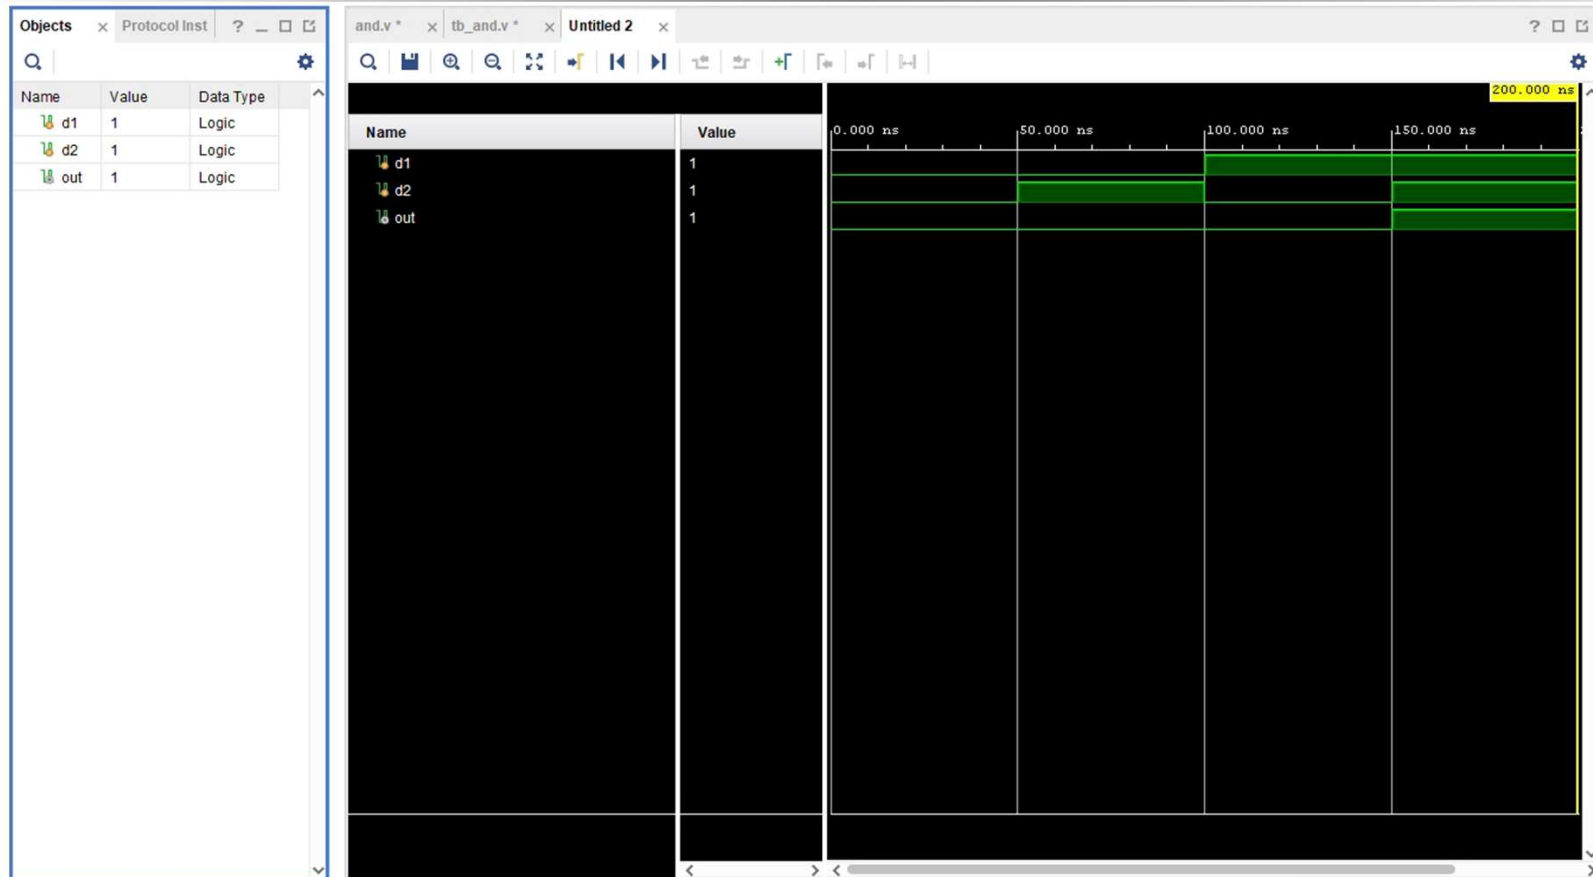 Objects × Protocol Inst ?
Name Value Data Type
d1 1 Logic
d2 1 Logic
out 1 Logic
and.v * × tb_and.v * × Untitled 2 × ?
200.000 ns
Name Value
0.000 ns 50.000 ns 100.000 ns 150.000 ns
d1 1
d2 1
out 1